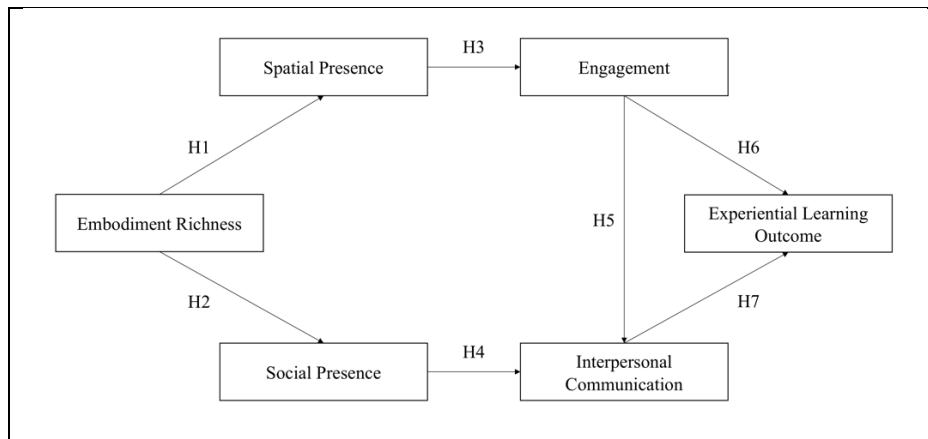 H3
Spatial Presence
Engagement
H1
H6
Embodiment Richness
H5
Experiential Learning
Outcome
H2
H7
H4
Social Presence
Interpersonal
Communication